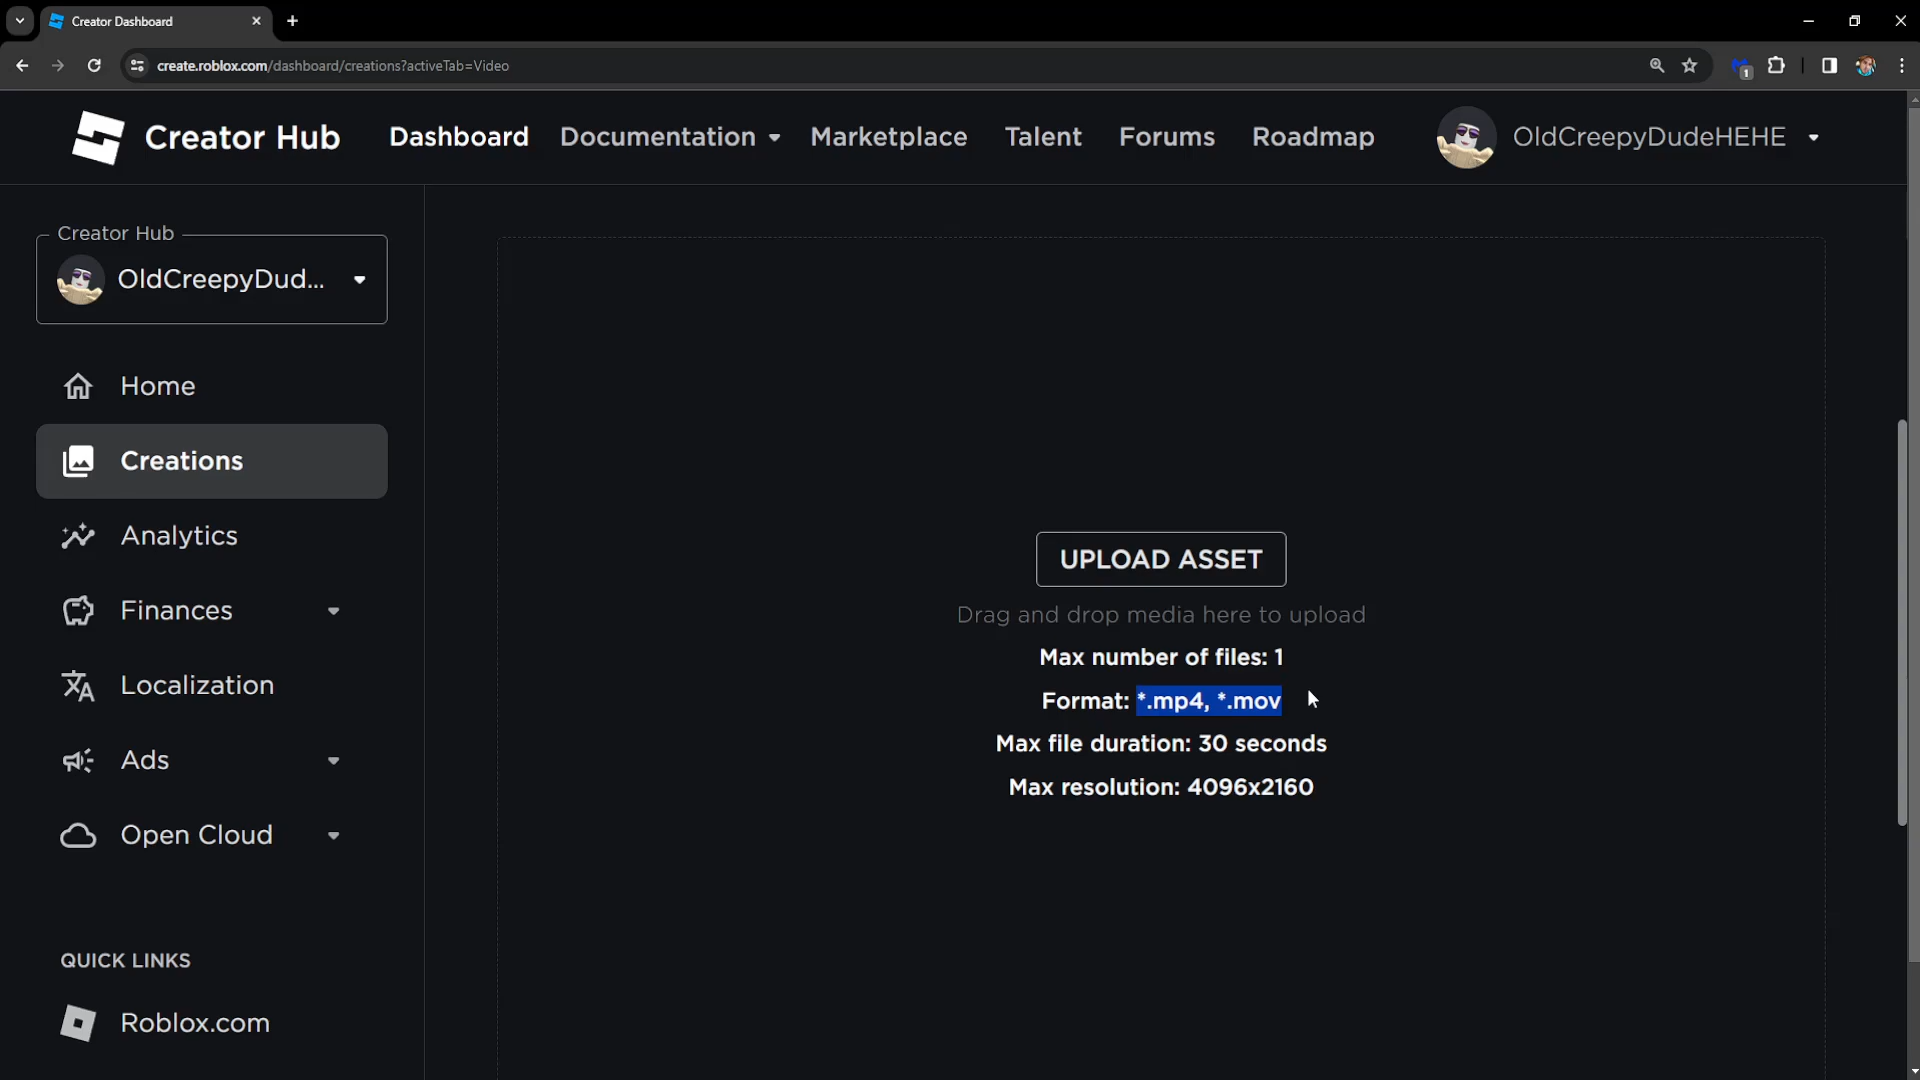 Creator Dashboard
create.roblox.com/dashboard/creations?activeTab=Video
1
Creator Hub
Dashboard
Documentation
Marketplace
Talent
Forums
Roadmap
OldCreepyDudeHEHE
Creator Hub
OldCreepyDud...
Home
Creations
Analytics
Finances
Localization
Ads
Open Cloud
QUICK LINKS
Roblox.com
UPLOAD ASSET
Drag and drop media here to upload
Max number of files: 1
Format: *.mp4, *.mov
Max file duration: 30 seconds
Max resolution: 4096x2160